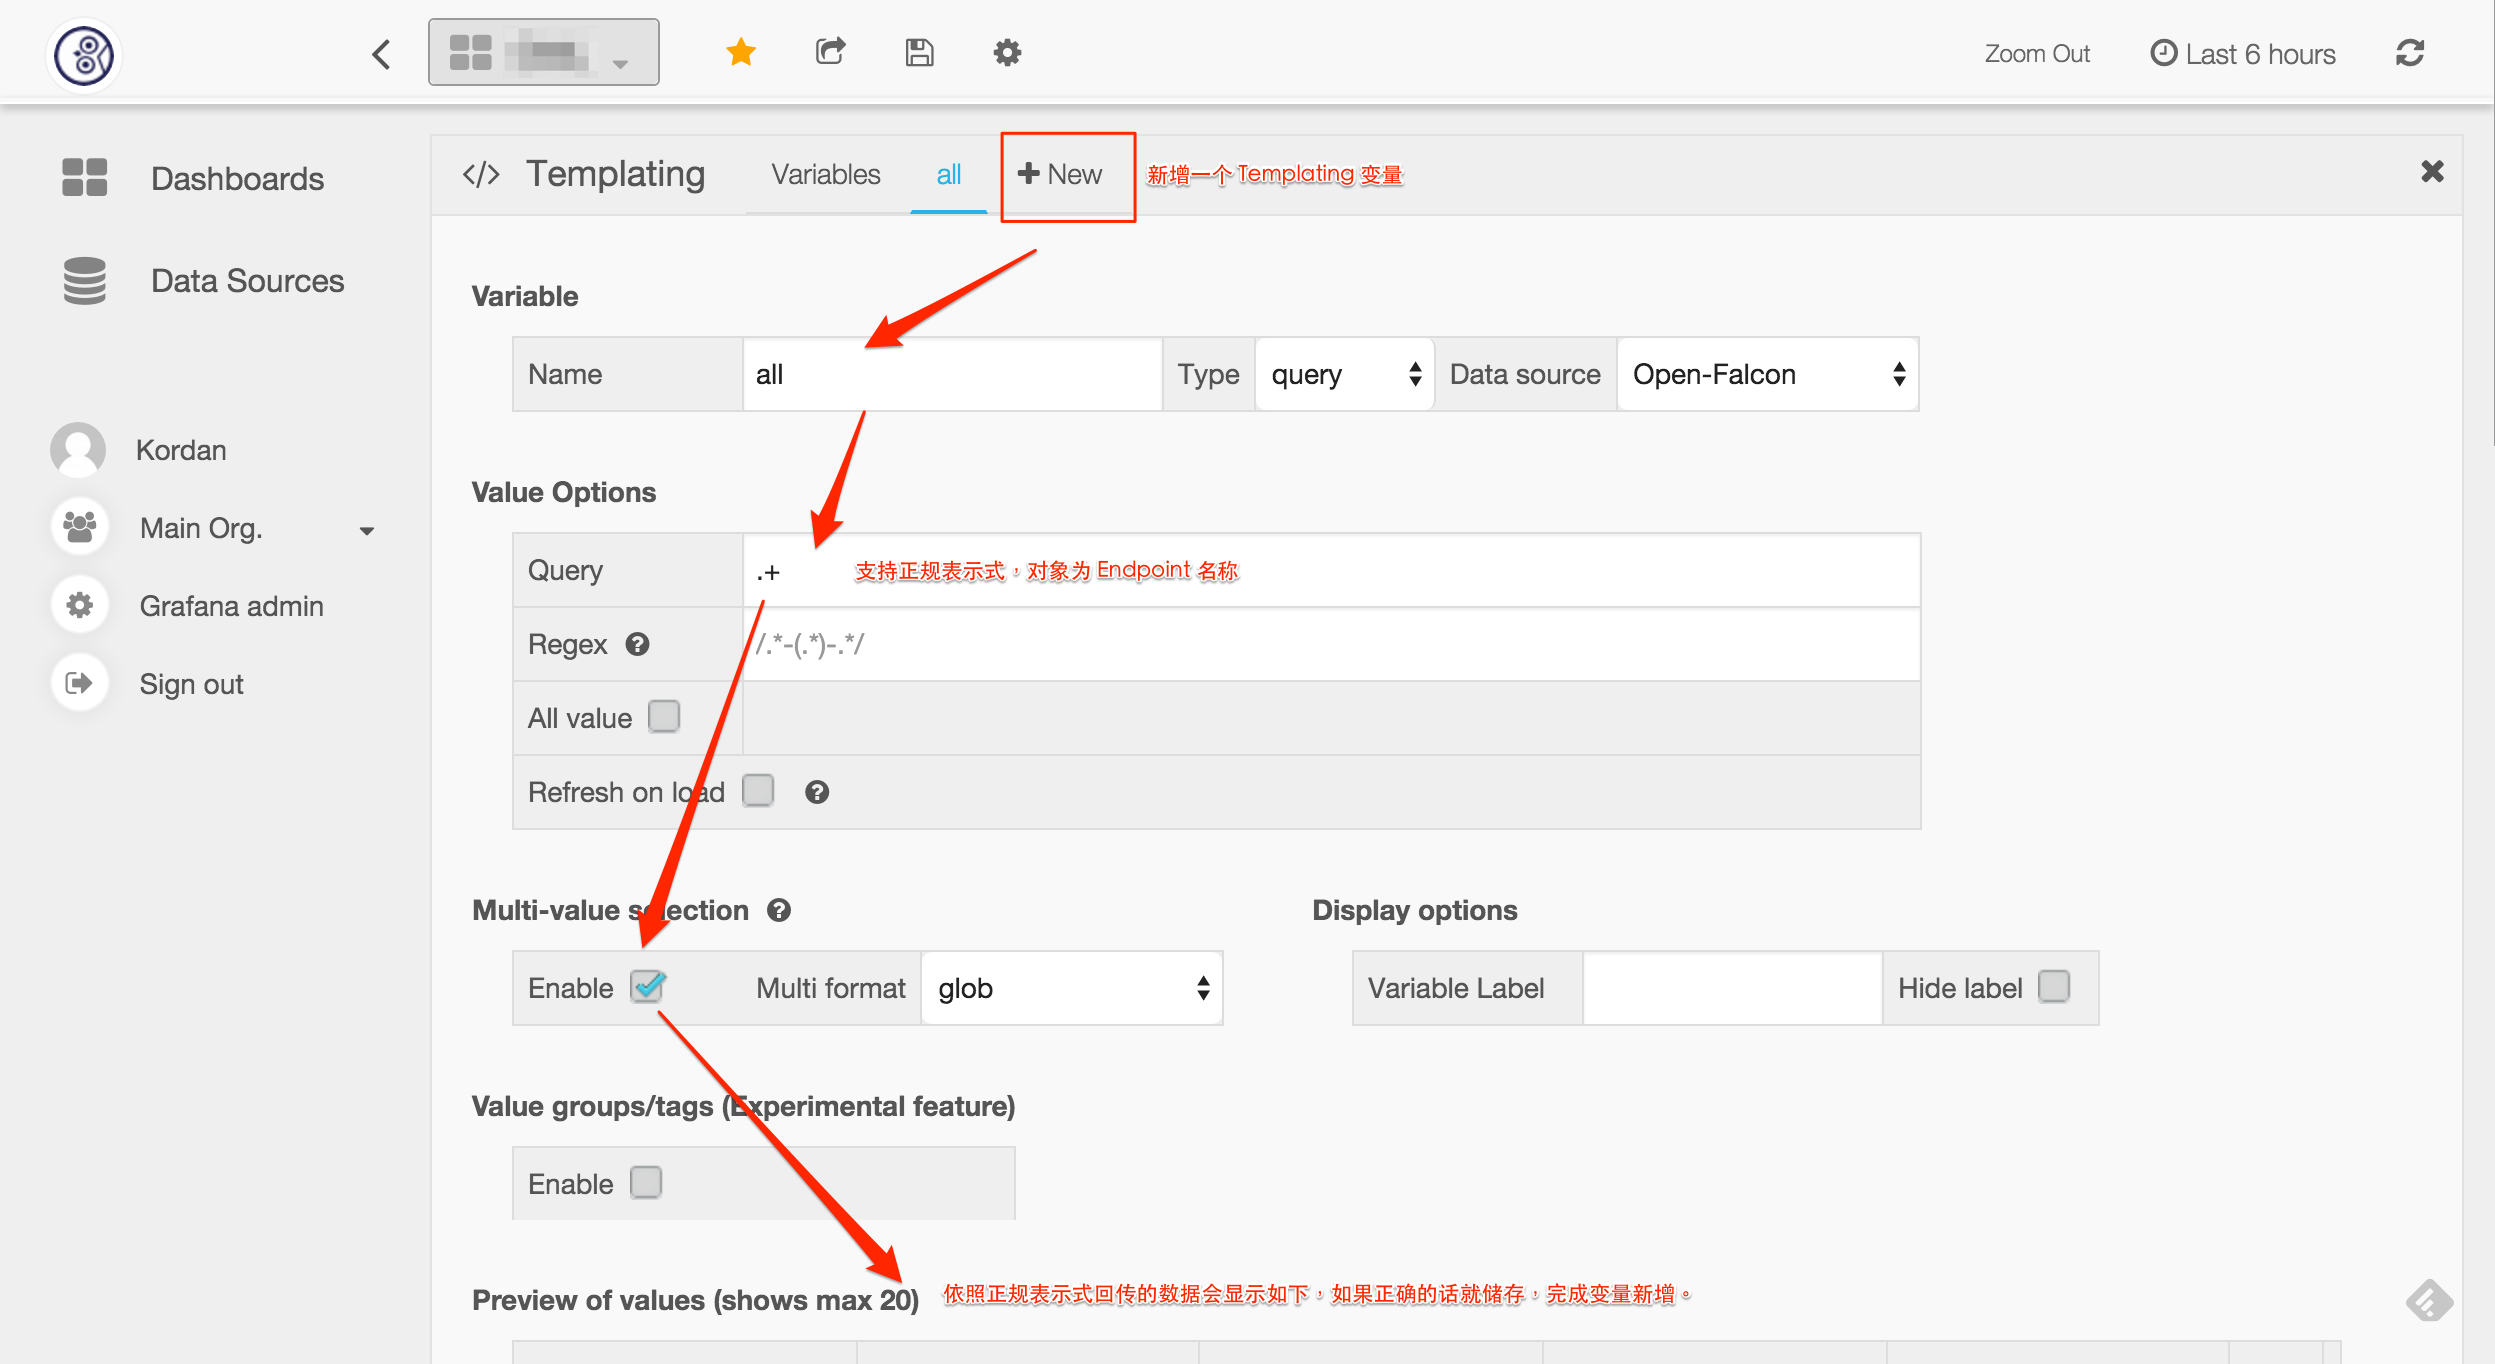 Zoom Out
Last 6 hours
Dashboards
Data Sources
Kordan
Main Org.
Grafana admin
Sign out
</> Templating Variables all + New 新增一个 Templating 变量
Variable
Name all Type query Data source Open-Falcon
Value Options
Query .+ 支持正规表示式，对象为 Endpoint 名称
Regex /.*-(.*)-.*/
All value
Refresh on load
Multi-value selection
Enable Multi format glob
Display options
Variable Label Hide label
Value groups/tags (Experimental feature)
Enable
Preview of values (shows max 20) 依照正规表示式回传的数据会显示如下，如果正确的话就储存，完成变量新增。